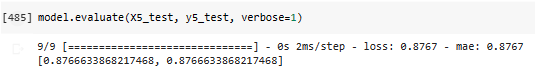 [485] model.evaluate(X5_test, y5_test, verbose=1)
9/9 [==============================] - 0s 2ms/step - loss: 0.8767 - mae: 0.8767
[0.8766633868217468, 0.8766633868217468]